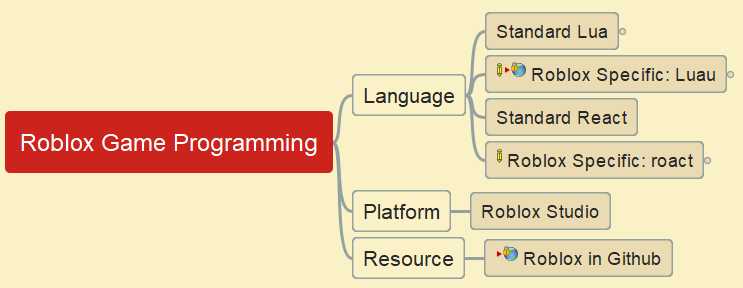 Roblox Game Programming
Language
Standard Lua
Roblox Specific: Luau
Standard React
Roblox Specific: roact
Platform
Roblox Studio
Resource
Roblox in Github